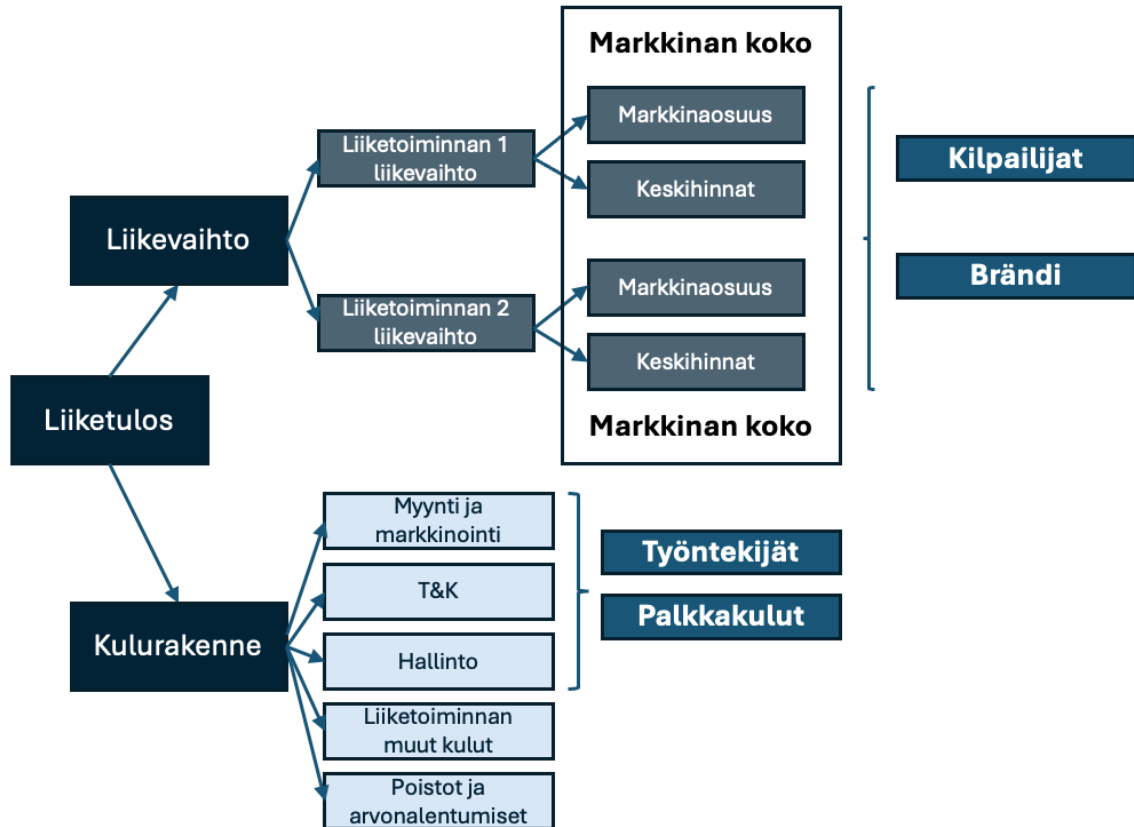 Markkinan koko
Markkinaosuus
Liiketoiminnan 1
liikevaihto
Keskihinnat
Kilpailijat
Liikevaihto
Markkinaosuus
Brändi
Liiketoiminnan 2
liikevaihto
Keskihinnat
Liiketulos
Markkinan koko
Myynti ja
markkinointi
Työntekijät
T&K
Palkkakulut
Kulurakenne
Hallinto
Liiketoiminnan
muut kulut
Poistot ja
arvonalentumiset